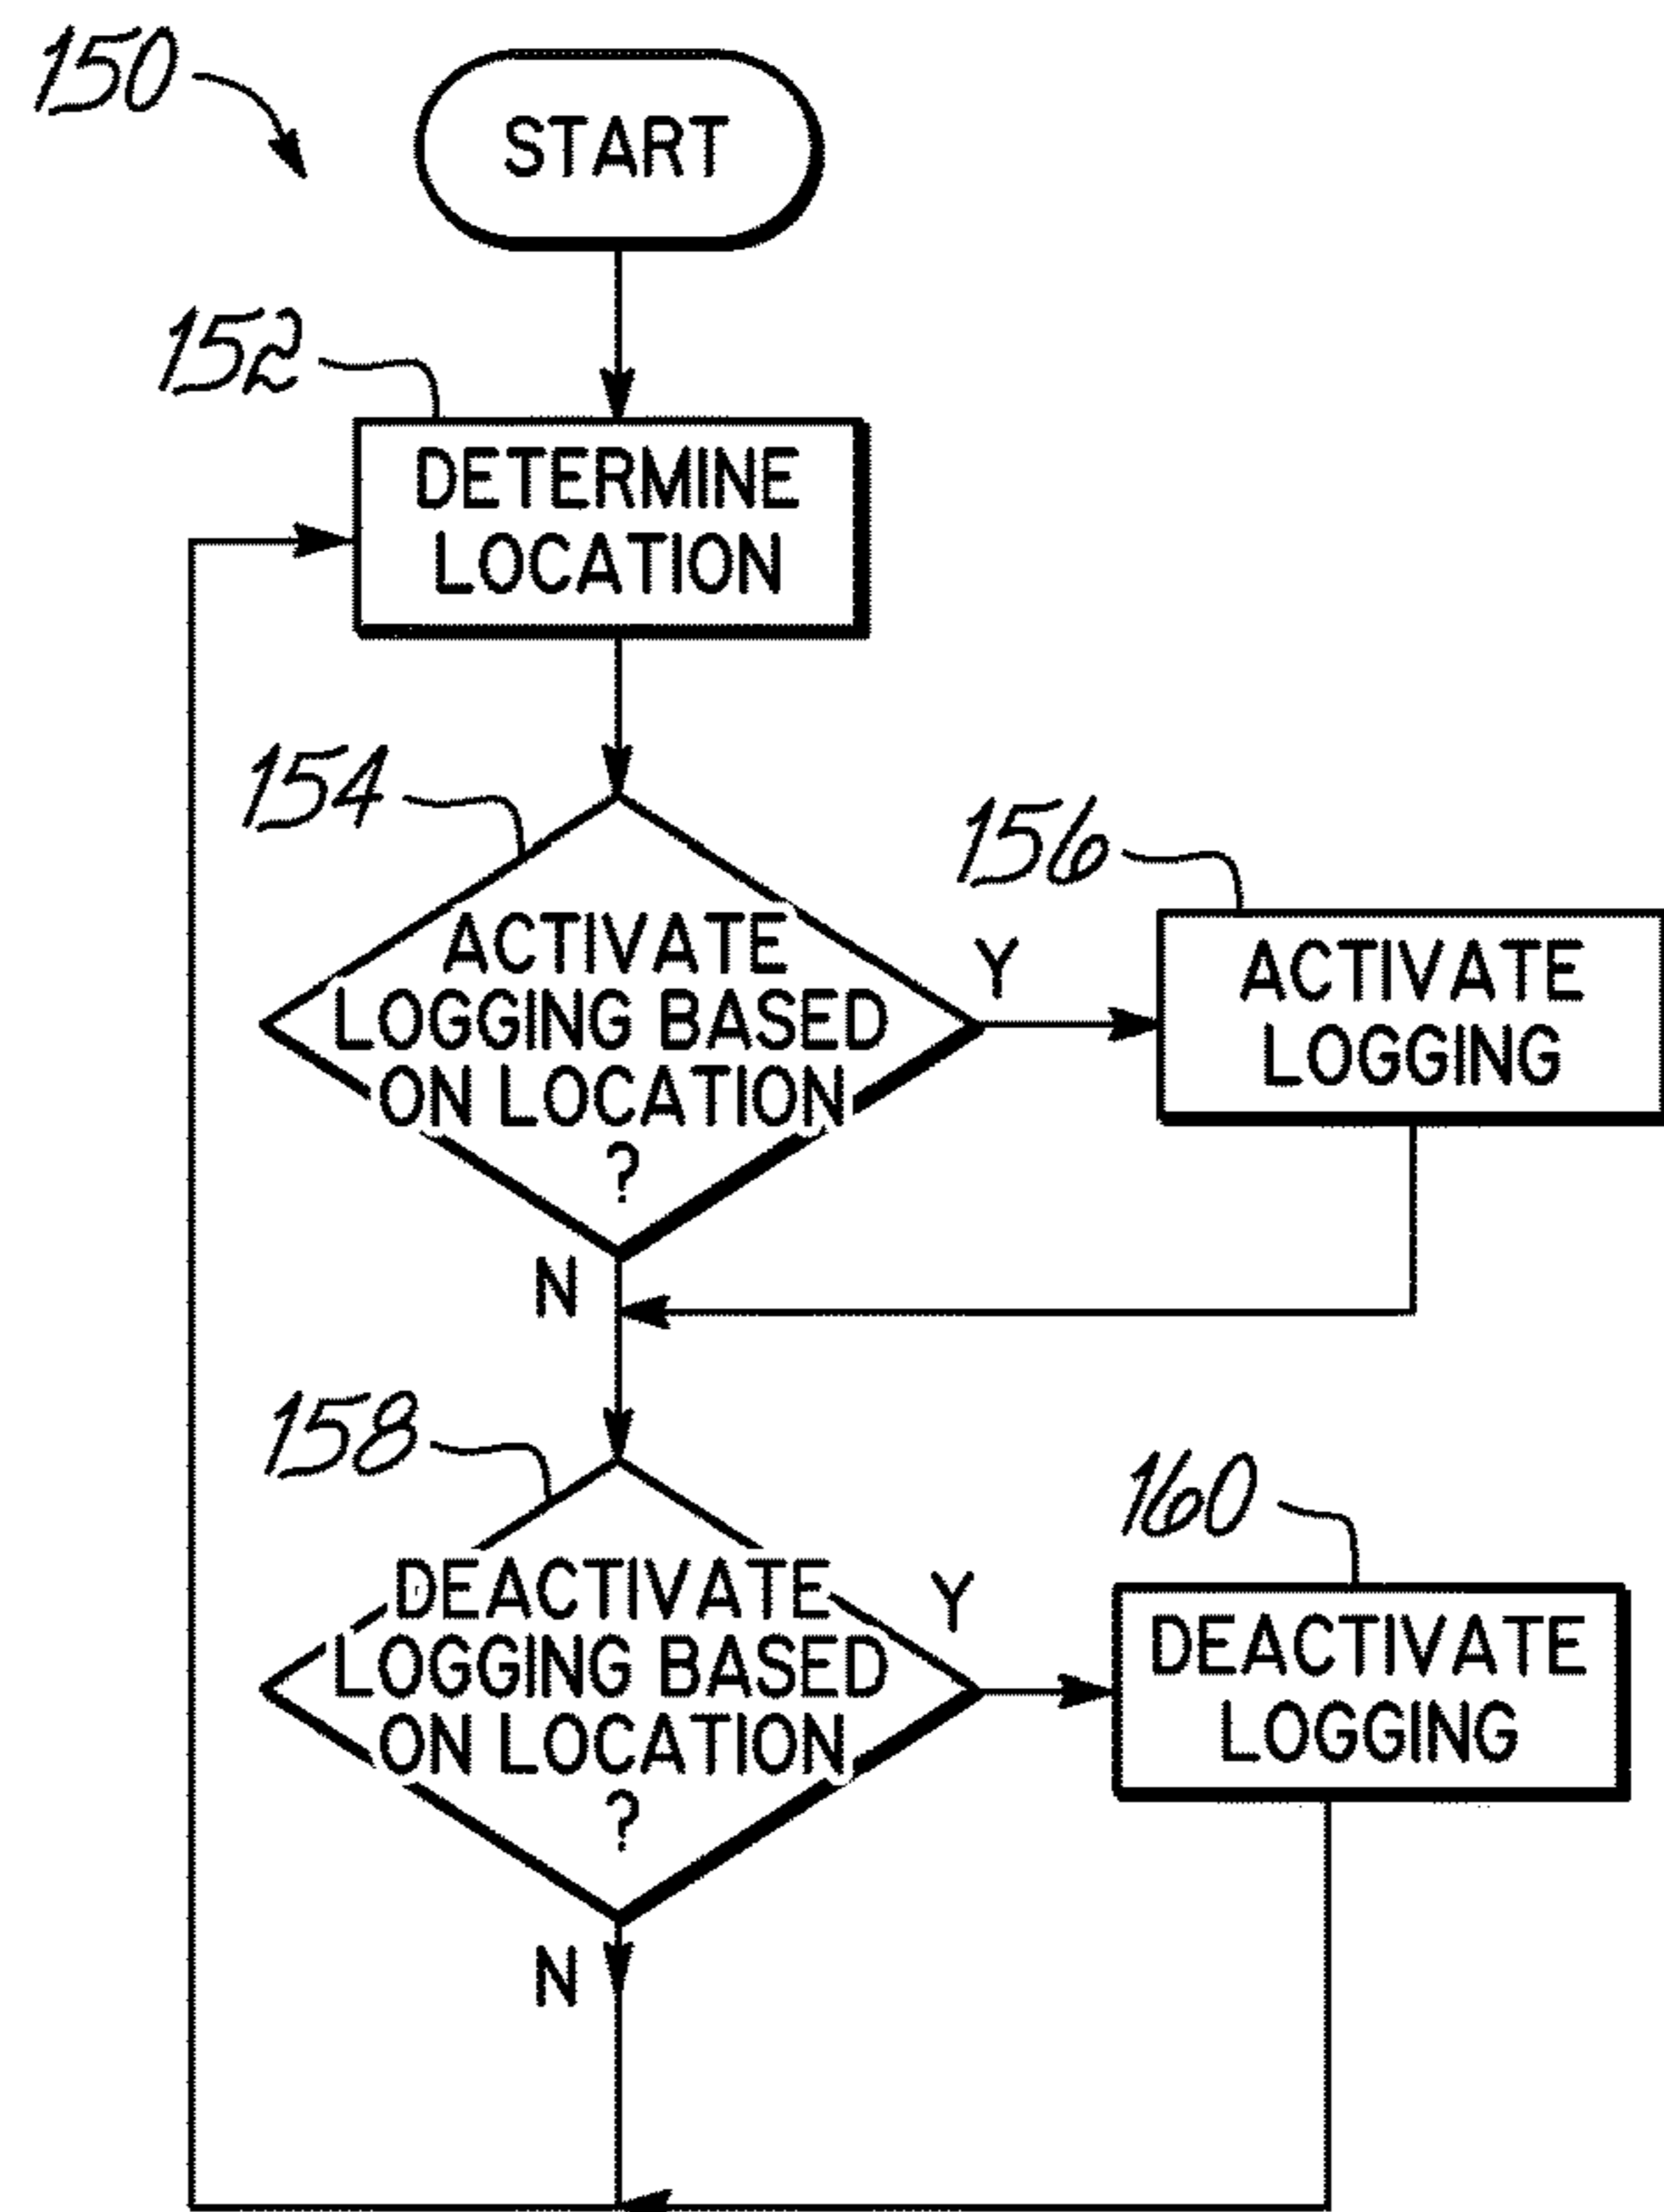 150
START
152
DETERMINE
LOCATION
154
156
ACTIVATE
LOGGING BASED
ON LOCATION
?
Y
ACTIVATE
LOGGING
N
158
160
DEACTIVATE
LOGGING BASED
ON LOCATION
?
Y
DEACTIVATE
LOGGING
N